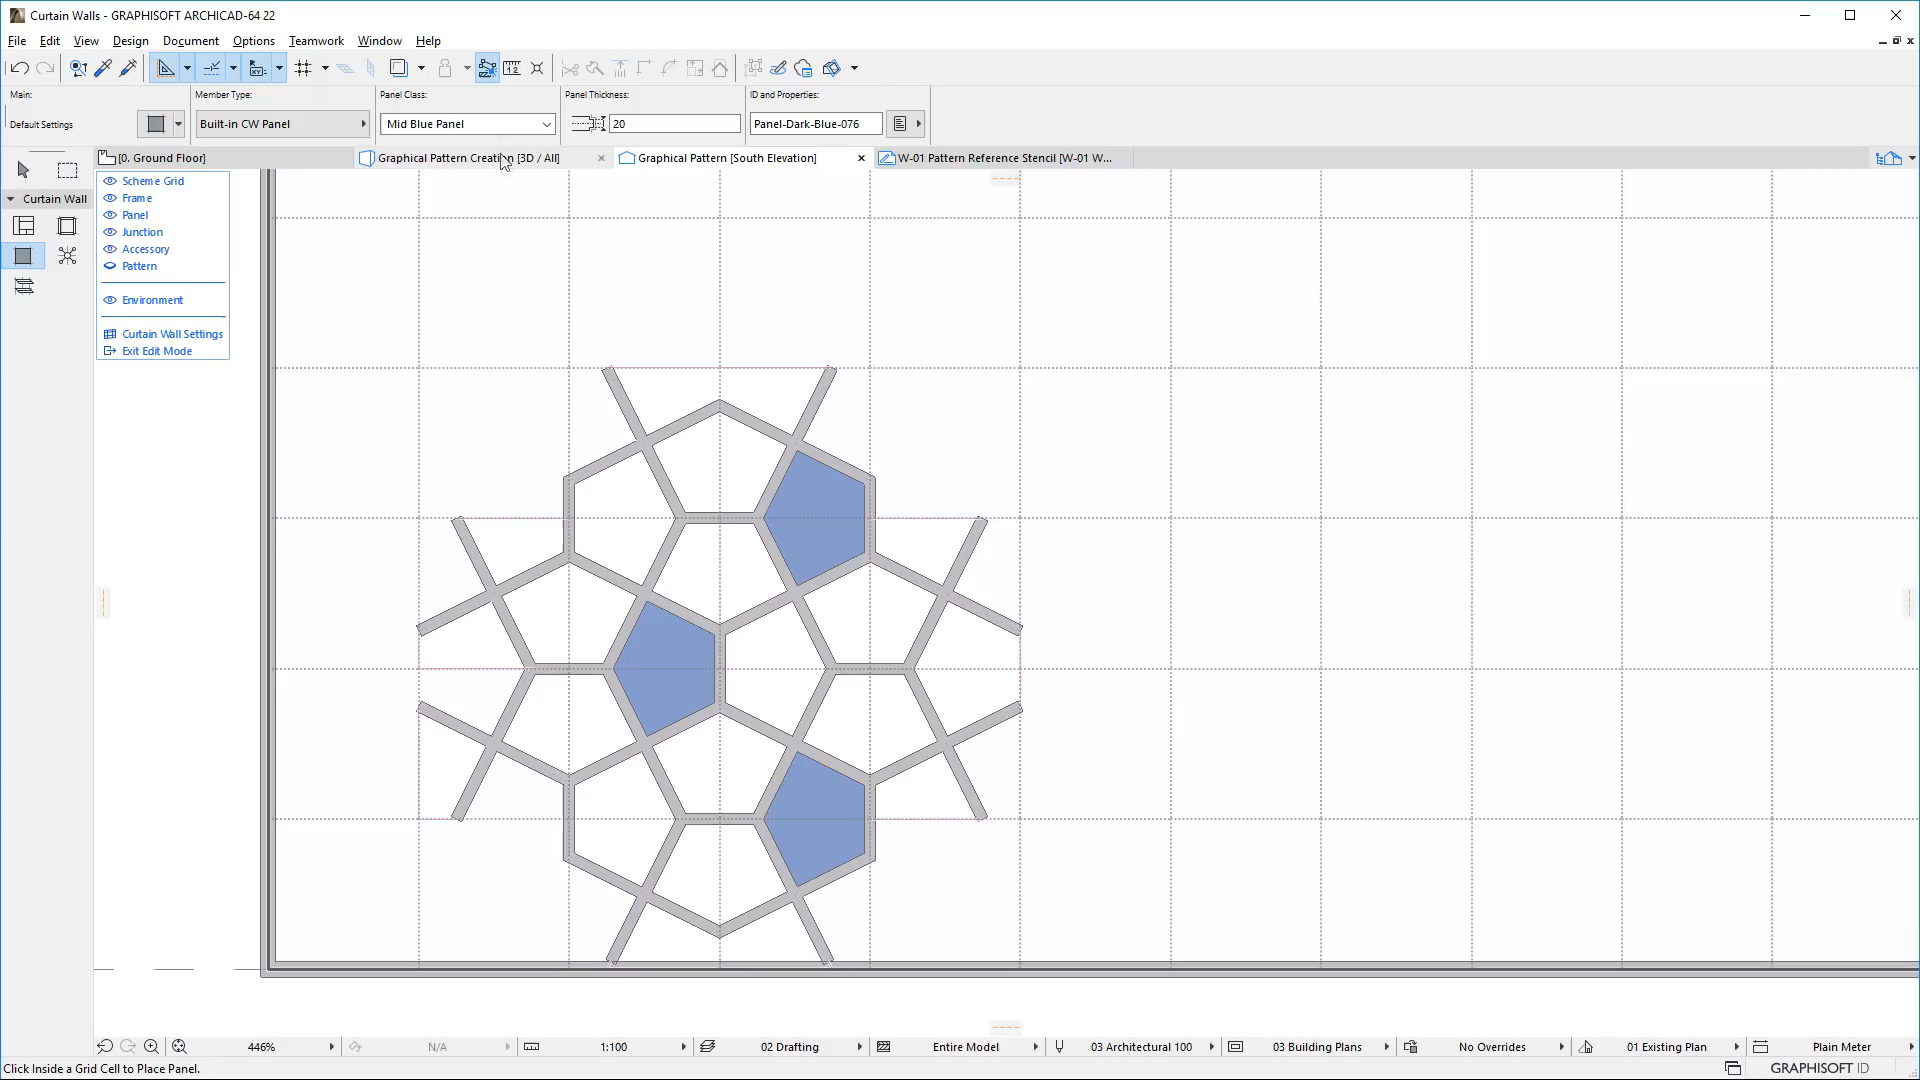 Curtain Walls - GRAPHISOFT ARCHICAD-64 22
File Edit View Design Document Options Teamwork Window Help
Main: Member Type: Panel Class: Panel Thickness: ID and Properties:
Default Settings Built-in CW Panel Mid Blue Panel 20 Panel-Dark-Blue-076
[0. Ground Floor] Graphical Pattern Creation [3D / All] Graphical Pattern [South Elevation] W-01 Pattern Reference Stencil [W-01 W...
Curtain Wall
Scheme Grid
Frame
Panel
Junction
Accessory
Pattern
Environment
Curtain Wall Settings
Exit Edit Mode
446% N/A 1:100 02 Drafting Entire Model 03 Architectural 100 03 Building Plans No Overrides 01 Existing Plan Plain Meter
Click Inside a Grid Cell to Place Panel. GRAPHISOFT ID